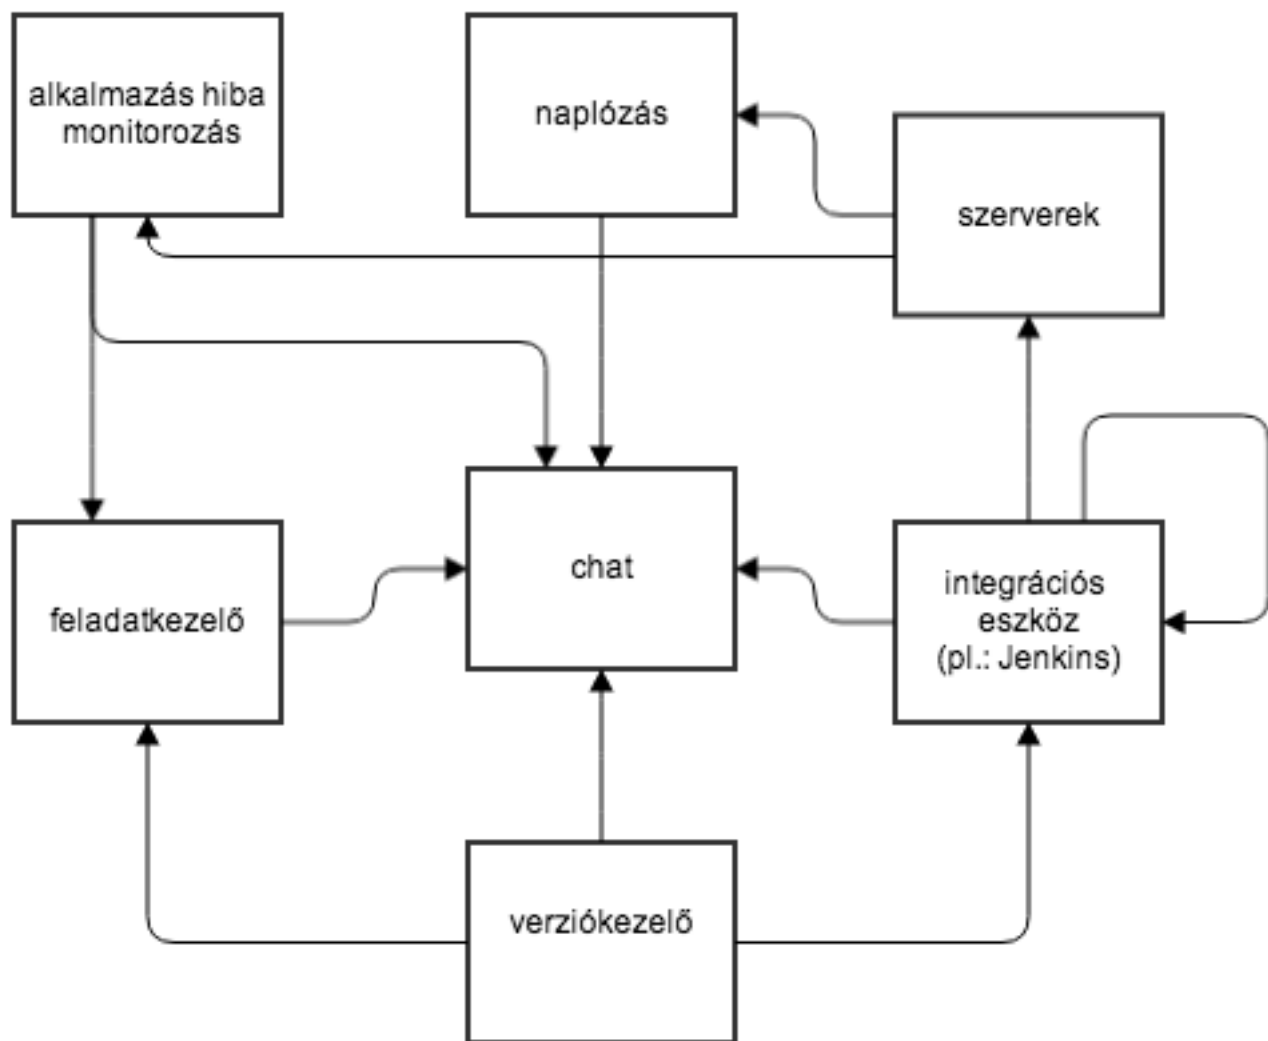 alkalmazás hiba
monitorozás
naplózás
szerverek
feladatkezelő
chat
integrációs
eszköz
(pl.: Jenkins)
verziókezelő